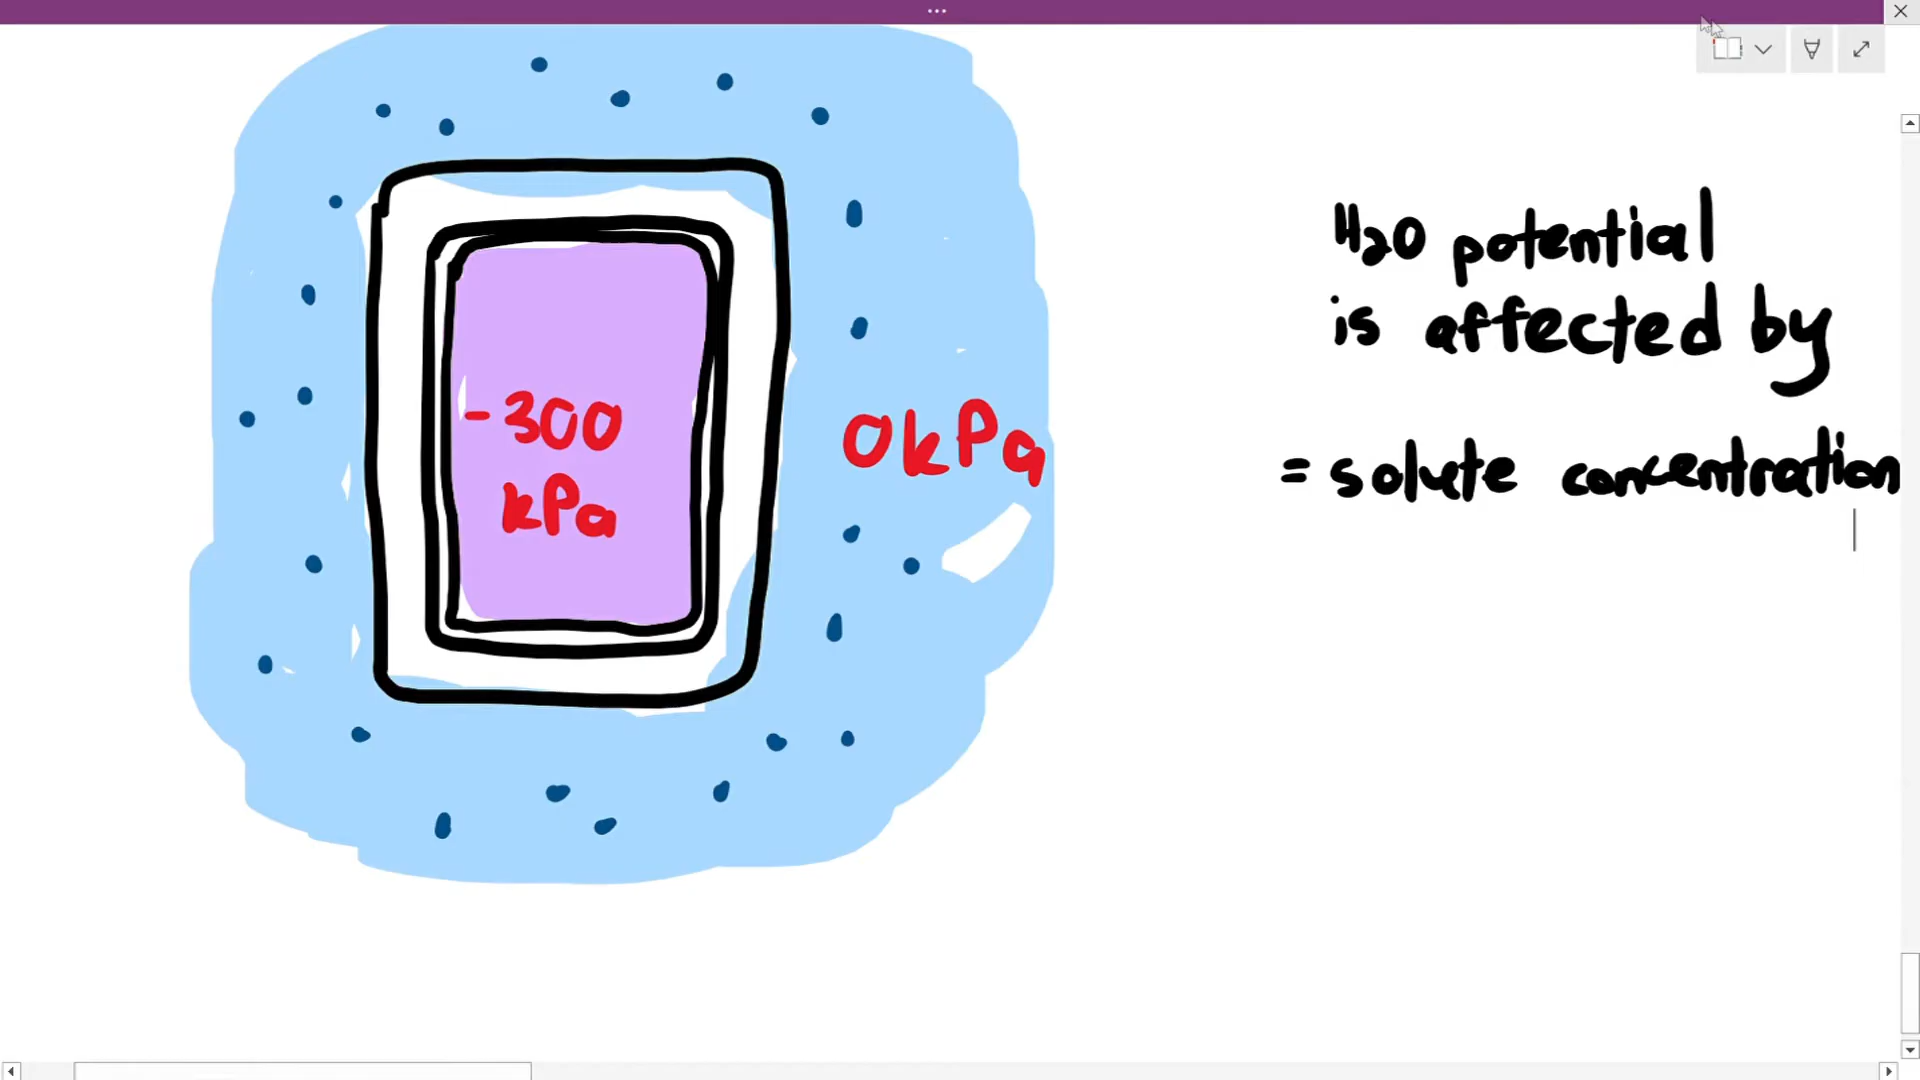 -300
kPa
0kPa
H2O potential
is affected by
= solute concentration